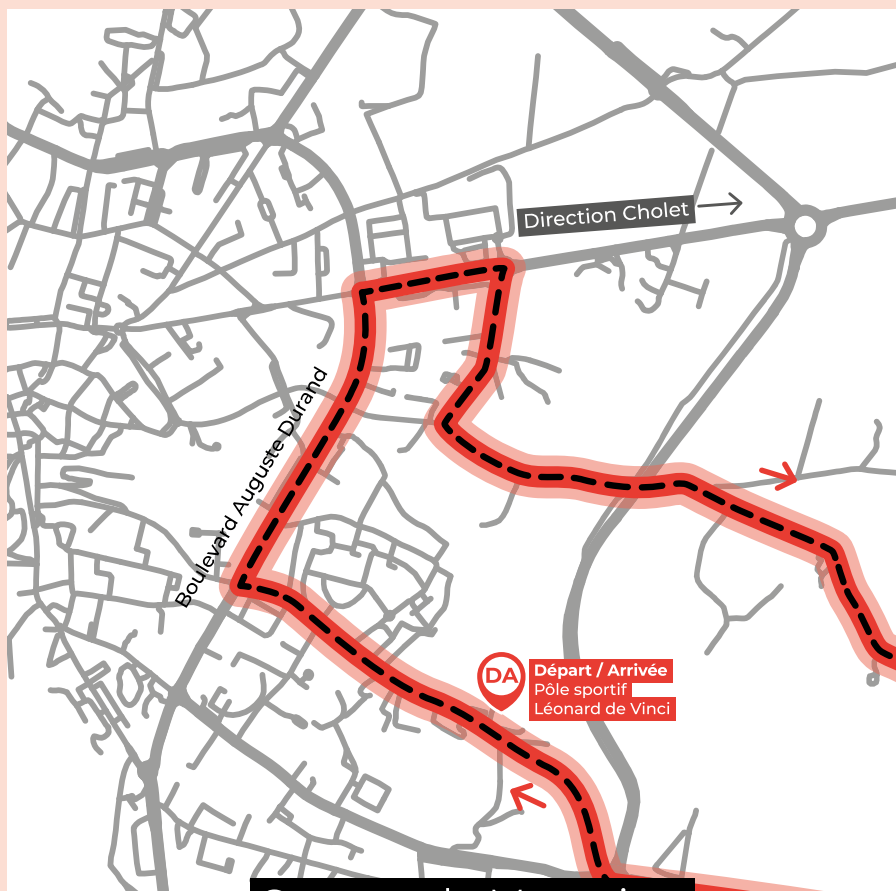 Direction Cholet
Boulevard Auguste Durand
DA
Départ / Arrivée
Pôle sportif
Léonard de Vinci